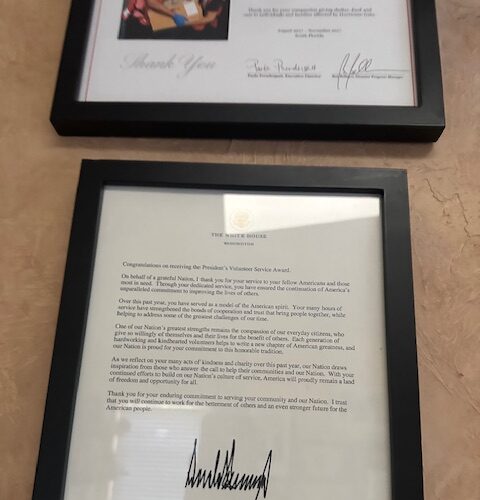 Thank you for your compassion giving shelter, food and
care to individuals and families affected by Hurricane Irma
August 2017 - November 2017
South Florida
Thank You
Executive Director
Program Manager
THE WHITE HOUSE
WASHINGTON
Congratulations on receiving the President's Volunteer Service Award.
On behalf of a grateful Nation, I thank you for your service to your fellow Americans and those
most in need. Through your dedicated service, you have ensured the continuation of America's
unparalleled commitment to improving the lives of others.
Over this past year, you have served as a model of the American spirit. Your many hours of
service have strengthened the bonds of cooperation and trust that bring people together, while
helping to address some of the greatest challenges of our time.
One of our Nation's greatest strengths remains the compassion of our everyday citizens, who
give so willingly of themselves and their lives for the benefit of others. Each generation of
hardworking and kindhearted volunteers helps to write a new chapter of American greatness, and
our Nation is proud for your commitment to this honorable tradition.
As we reflect on your many acts of kindness and charity over this past year, our Nation draws
inspiration from those who answer the call to help their communities and our Nation. With your
continued efforts to build on our Nation's culture of service, America will proudly remain a land
of freedom and opportunity for all.
Thank you for your enduring commitment to serving your community and our Nation. I trust
that you will continue to work for the betterment of others and an even stronger future for the
American people.